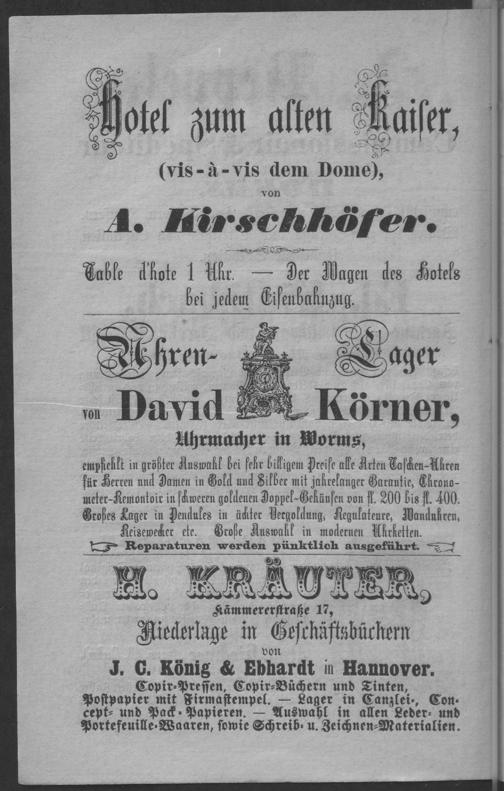 Hotel zum alten Kaiser,
(vis-à-vis dem Dome),
von
A. Kirschhöfer.
Table d'hote 1 Uhr. — Der Wagen des Hotels
bei jedem Eisenbahnzug.
Uhren-Lager
von David Körner,
Uhrmacher in Worms,
empfiehlt in größter Auswahl bei sehr billigem Preise alle Arten Taschen-Uhren
für Herren und Damen in Gold und Silber mit jahrelanger Garantie, Chrono-
meter-Remontoir in schweren goldenen Doppel-Gehäusen von fl. 200 bis fl. 400.
Großes Lager in Pendules in ächter Vergoldung, Regulateure, Wanduhren,
Reisewecker etc. Große Auswahl in modernen Uhrketten.
Reparaturen werden pünktlich ausgeführt.
H. KRÄUTER,
Kämmererstraße 17,
Niederlage in Geschäftsbüchern
von
J. C. König & Ebhardt in Hannover.
Copir-Pressen, Copir-Büchern und Tinten,
Postpapier mit Firmastempel. — Lager in Canzlei-, Con-
cept- und Pack-Papieren. — Auswahl in allen Leder- und
Portefeuille-Waaren, sowie Schreib- u. Zeichnen-Materialien.